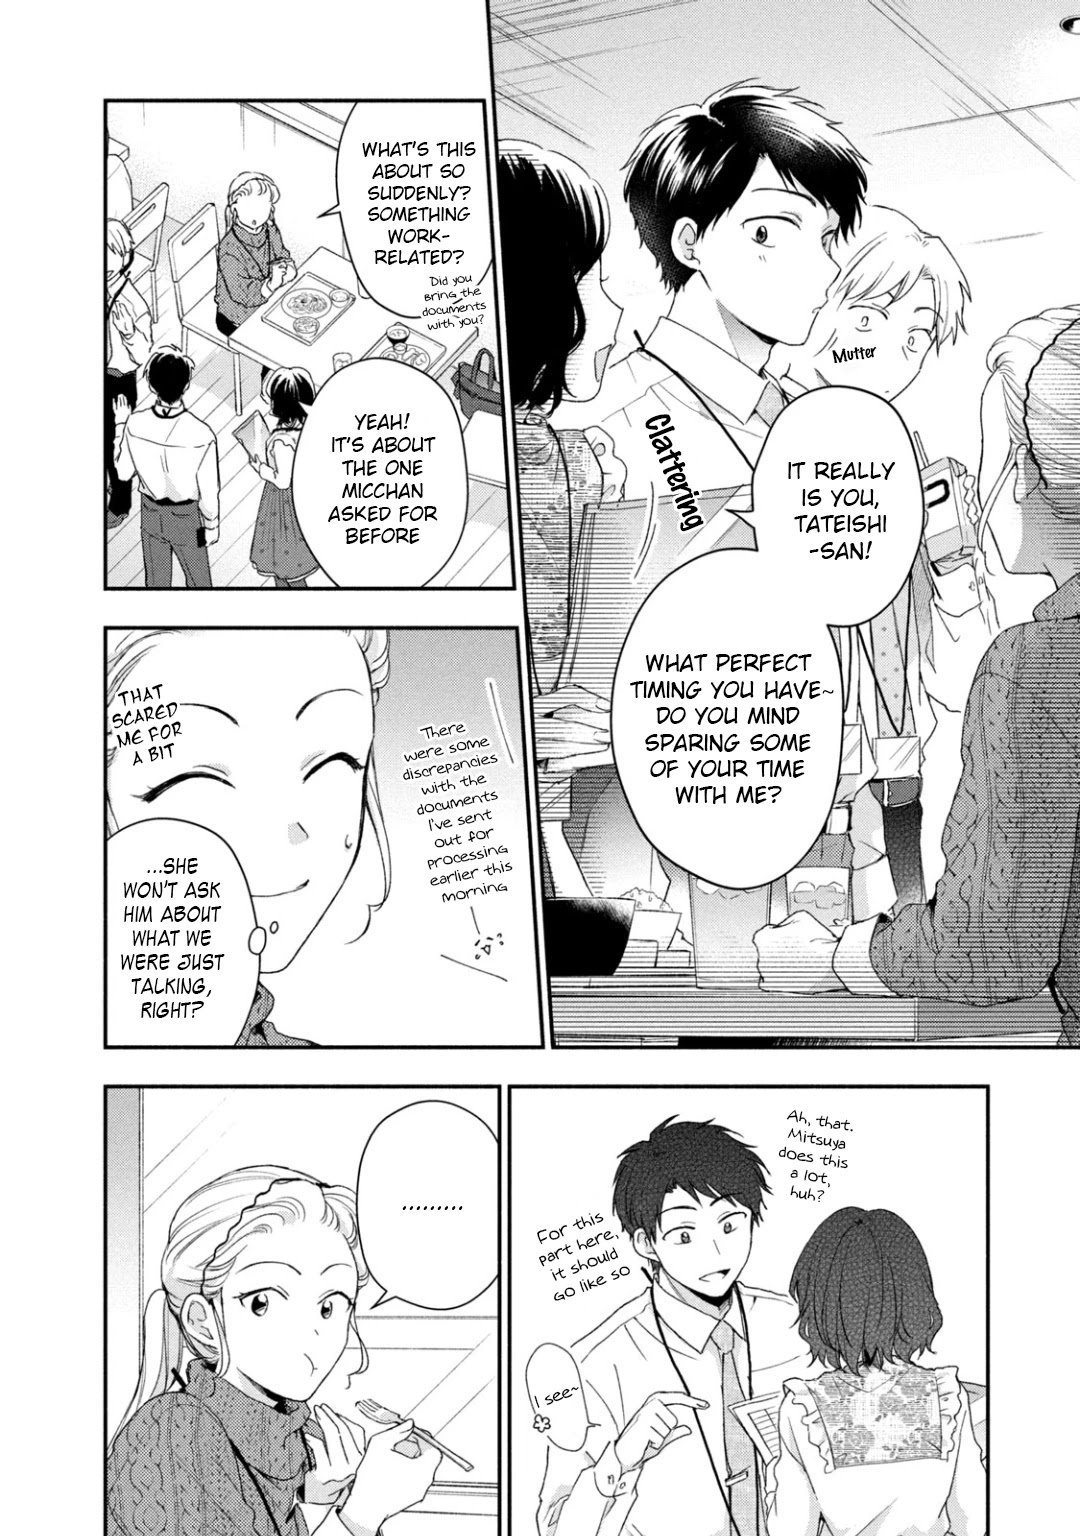 Mutter
Clattering
IT REALLY
IS YOU,
TATEISHI
-SAN!
WHAT PERFECT
TIMING YOU HAVE~
DO YOU MIND
SPARING SOME
OF YOUR TIME
WITH ME?
WHAT'S THIS
ABOUT SO
SUDDENLY?
SOMETHING
WORK-
RELATED?
Did you
bring the
documents
with you?
YEAH!
IT'S ABOUT
THE ONE
MICCHAN
ASKED FOR
BEFORE
There
were some
discrepancies
with the
documents
I've sent
out for
processing
earlier this
morning
THAT
SCARED
ME FOR
A BIT
...SHE
WON'T ASK
HIM ABOUT
WHAT WE
WERE JUST
TALKING,
RIGHT?
Ah, that.
Mitsuya
does this
a lot,
huh?
For this
part here,
it should
go like so
I see~
.........